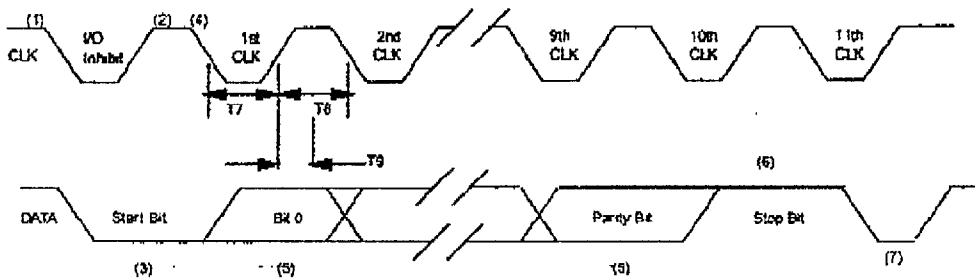 (1) (2) (4)
I/O 1st 2nd 9th 10th 11th
CLK Inhibit CLK CLK CLK CLK CLK
T7 T8
T9
(6)
DATA Start Bit Bit 0 Parity Bit Stop Bit
(3) (5) (5) (7)